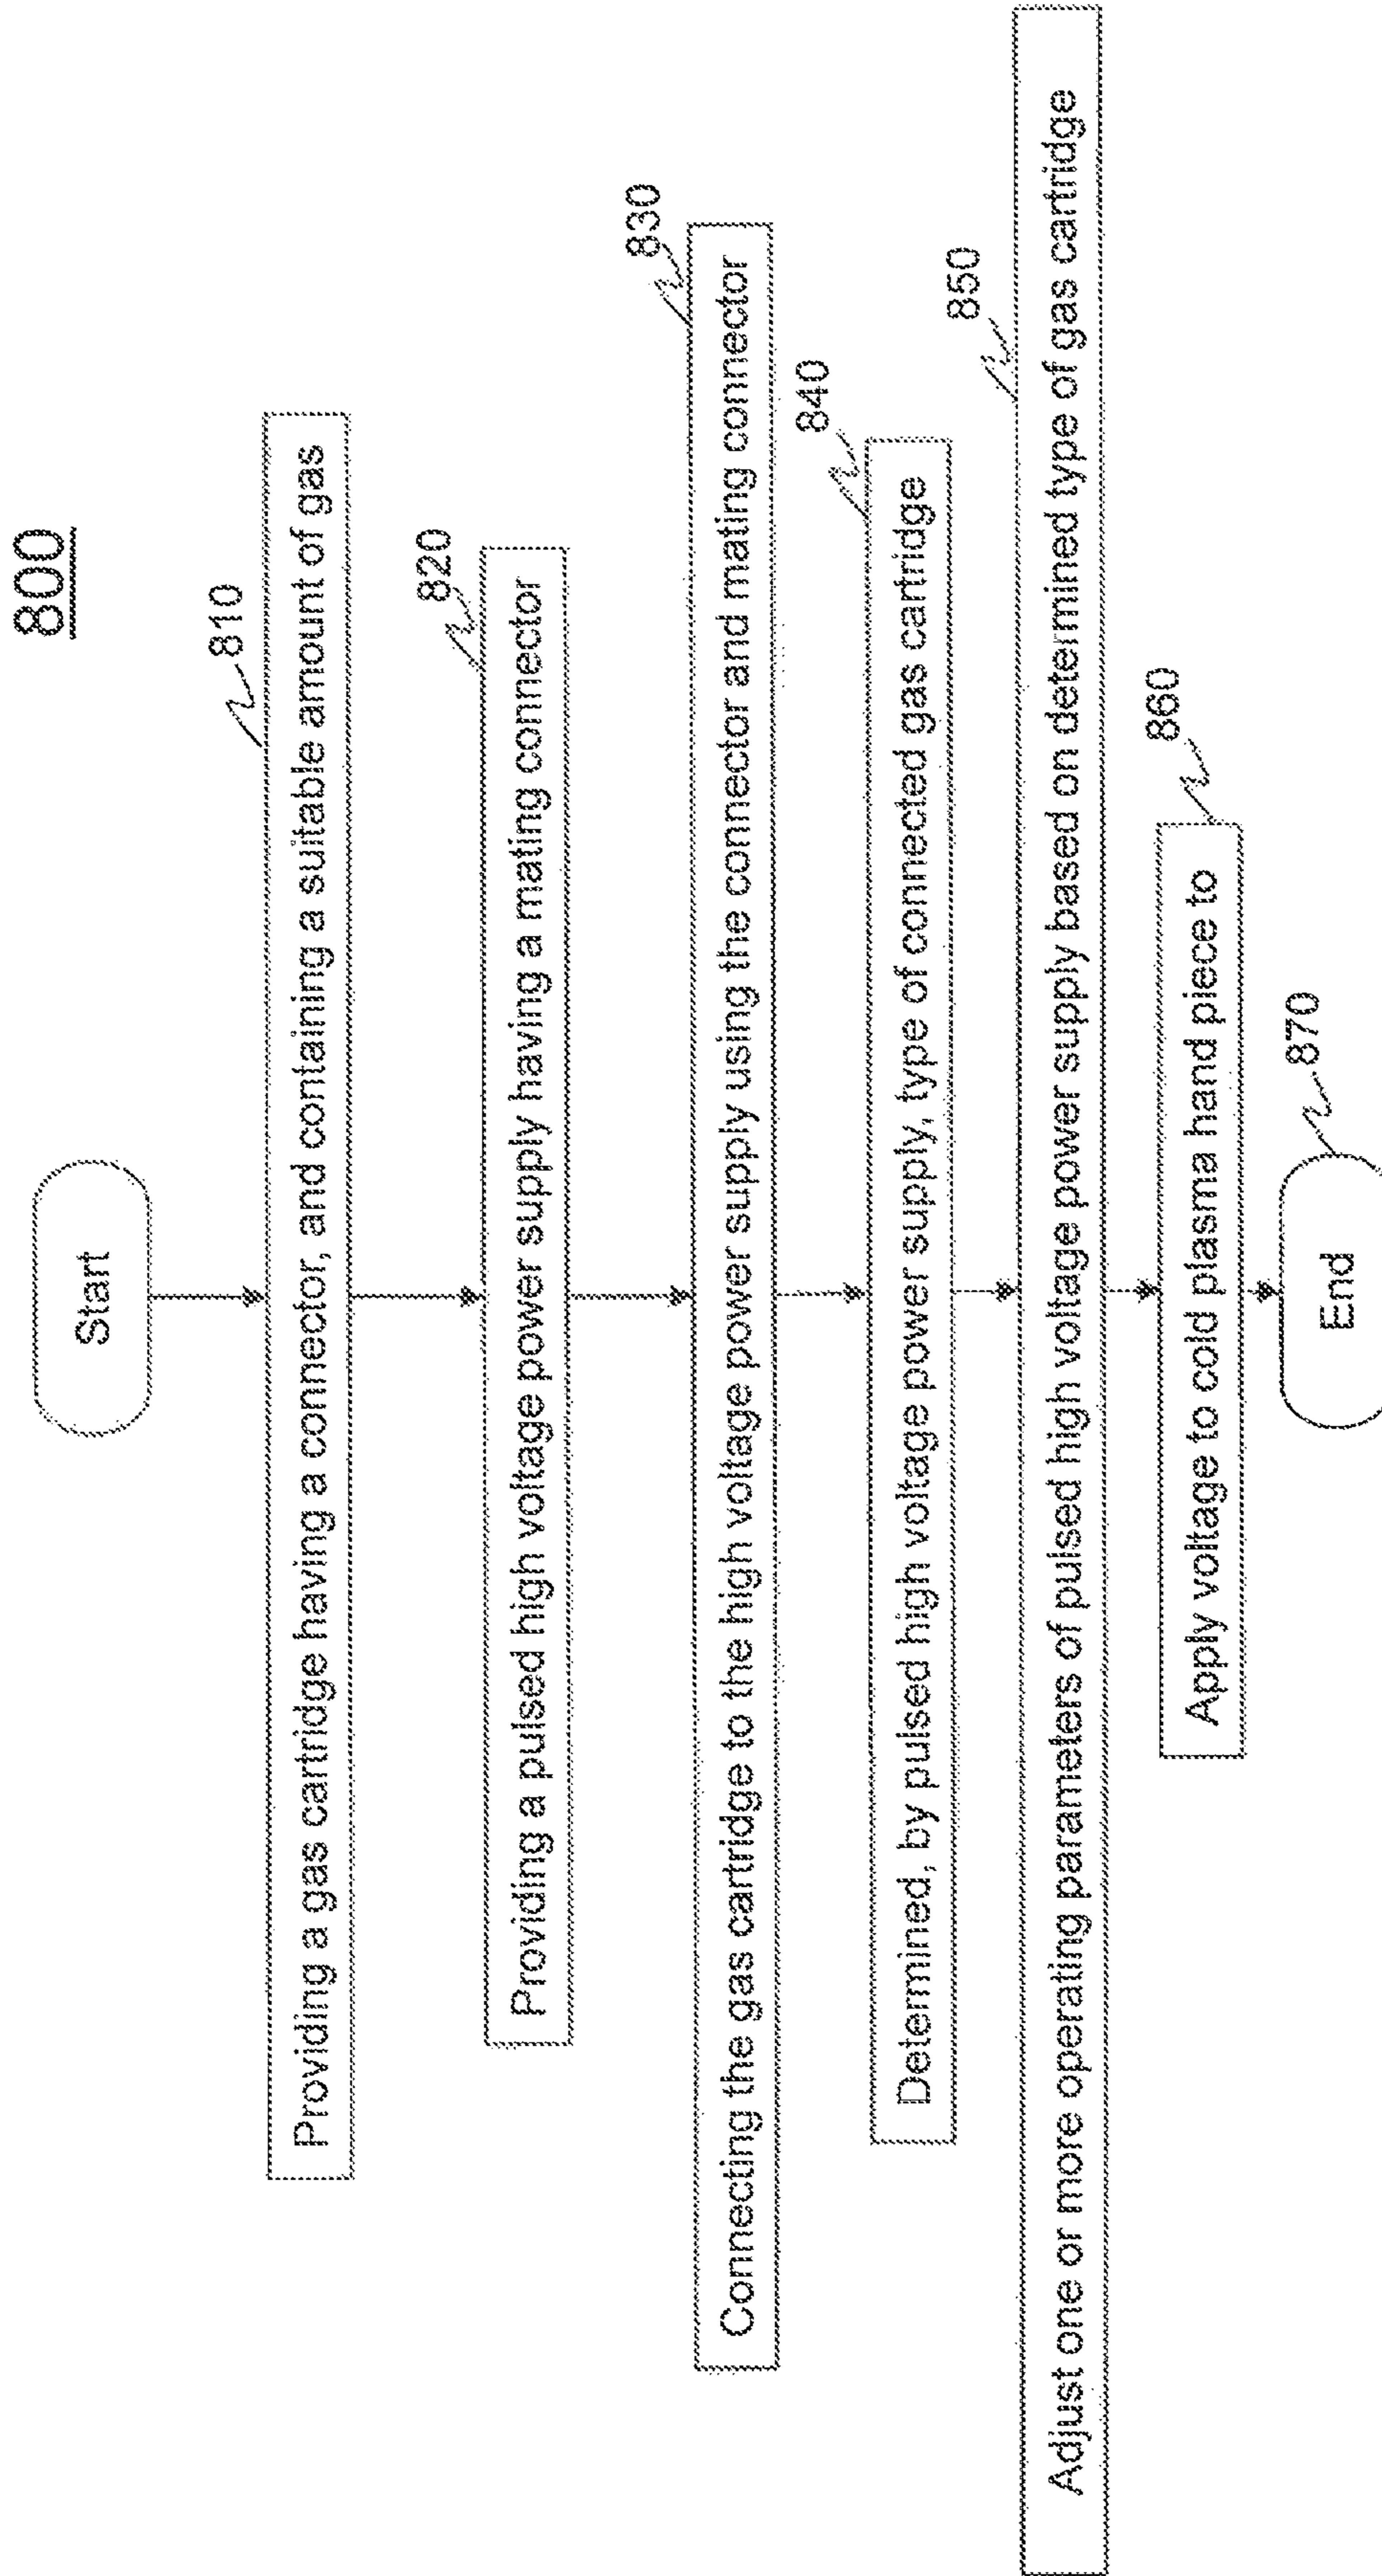 800
Start
810
Providing a gas cartridge having a connector, and containing a suitable amount of gas
820
Providing a pulsed high voltage power supply having a mating connector
830
Connecting the gas cartridge to the high voltage power supply using the connector and mating connector
840
Determined, by pulsed high voltage power supply, type of connected gas cartridge
850
Adjust one or more operating parameters of pulsed high voltage power supply based on determined type of gas cartridge
860
Apply voltage to cold plasma hand piece to
870
End